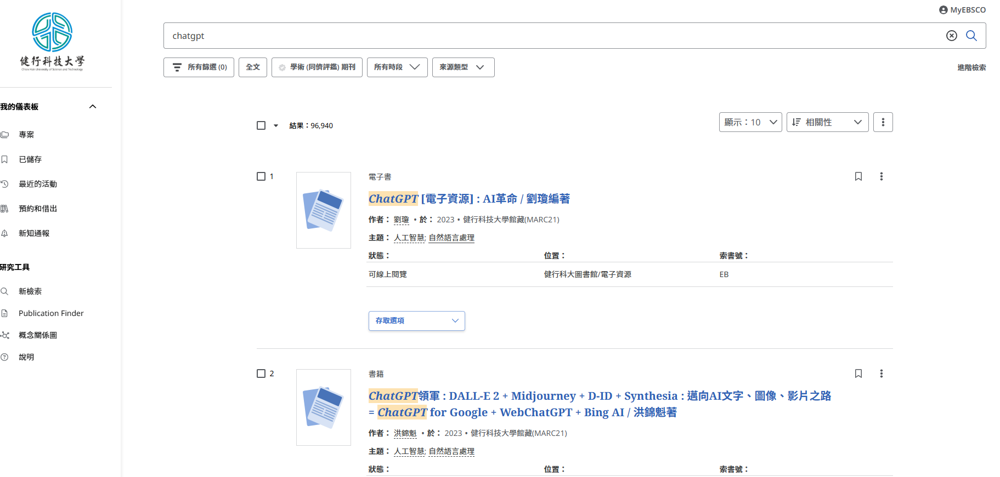 MyEBSCO
健行科技大學
Chien Hsin University of Science and Technology
chatgpt
所有篩選 (0)
全文
學術 (同儕評鑑) 期刊
所有時段
來源類型
進階檢索
我的儀表板
專案
已儲存
最近的活動
預約和借出
新知通報
研究工具
新檢索
Publication Finder
概念關係圖
說明
結果：96,940
顯示：10
相關性
1
電子書
ChatGPT [電子資源] : AI革命 / 劉瓊編著
作者： 劉瓊 • 於： 2023 • 健行科技大學館藏(MARC21)
主題： 人工智慧; 自然語言處理
狀態： 位置： 索書號：
可線上閱覽 健行科大圖書館/電子資源 EB
存取選項
2
書籍
ChatGPT領軍 : DALL-E 2 + Midjourney + D-ID + Synthesia : 邁向AI文字、圖像、影片之路
= ChatGPT for Google + WebChatGPT + Bing AI / 洪錦魁著
作者： 洪錦魁 • 於： 2023 • 健行科技大學館藏(MARC21)
主題： 人工智慧; 自然語言處理
狀態： 位置： 索書號：